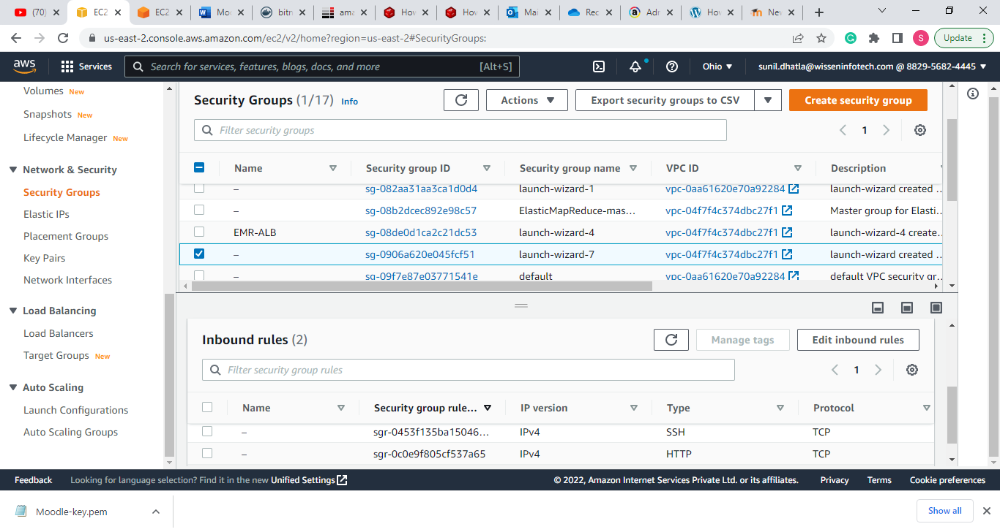 (70)
EC2
EC2
Mo
bitn
ama
How
How
Mai
Rec
Adr
How
Nev
us-east-2.console.aws.amazon.com/ec2/v2/home?region=us-east-2#SecurityGroups:
S
Update
aws
Services
Search for services, features, blogs, docs, and more
[Alt+S]
Ohio
sunil.dhatla@wisseninfotech.com @ 8829-5682-4445
Volumes New
Snapshots New
Lifecycle Manager New
Network & Security
Security Groups
Elastic IPs
Placement Groups
Key Pairs
Network Interfaces
Load Balancing
Load Balancers
Target Groups New
Auto Scaling
Launch Configurations
Auto Scaling Groups
Security Groups (1/17) Info
Actions
Export security groups to CSV
Create security group
Filter security groups
1
Name Security group ID Security group name VPC ID Description
– sg-082aa31aa3ca1d0d4 launch-wizard-1 vpc-0aa61620e70a92284 launch-wizard created ...
– sg-08b2dcec892e98c57 ElasticMapReduce-mas... vpc-04f7f4c374dbc27f1 Master group for Elasti...
EMR-ALB sg-08de0d1ca2c21dc53 launch-wizard-4 vpc-04f7f4c374dbc27f1 launch-wizard-4 create...
– sg-0906a620e045fcf51 launch-wizard-7 vpc-04f7f4c374dbc27f1 launch-wizard created ...
– sg-09f7e87e03771541e default vpc-0aa61620e70a92284 default VPC security gr...
Inbound rules (2)
Manage tags
Edit inbound rules
Filter security group rules
1
Name Security group rule... IP version Type Protocol
– sgr-0453f135ba15046... IPv4 SSH TCP
– sgr-0c0e9f805cf537a65 IPv4 HTTP TCP
Feedback Looking for language selection? Find it in the new Unified Settings
© 2022, Amazon Internet Services Private Ltd. or its affiliates. Privacy Terms Cookie preferences
Moodle-key.pem
Show all